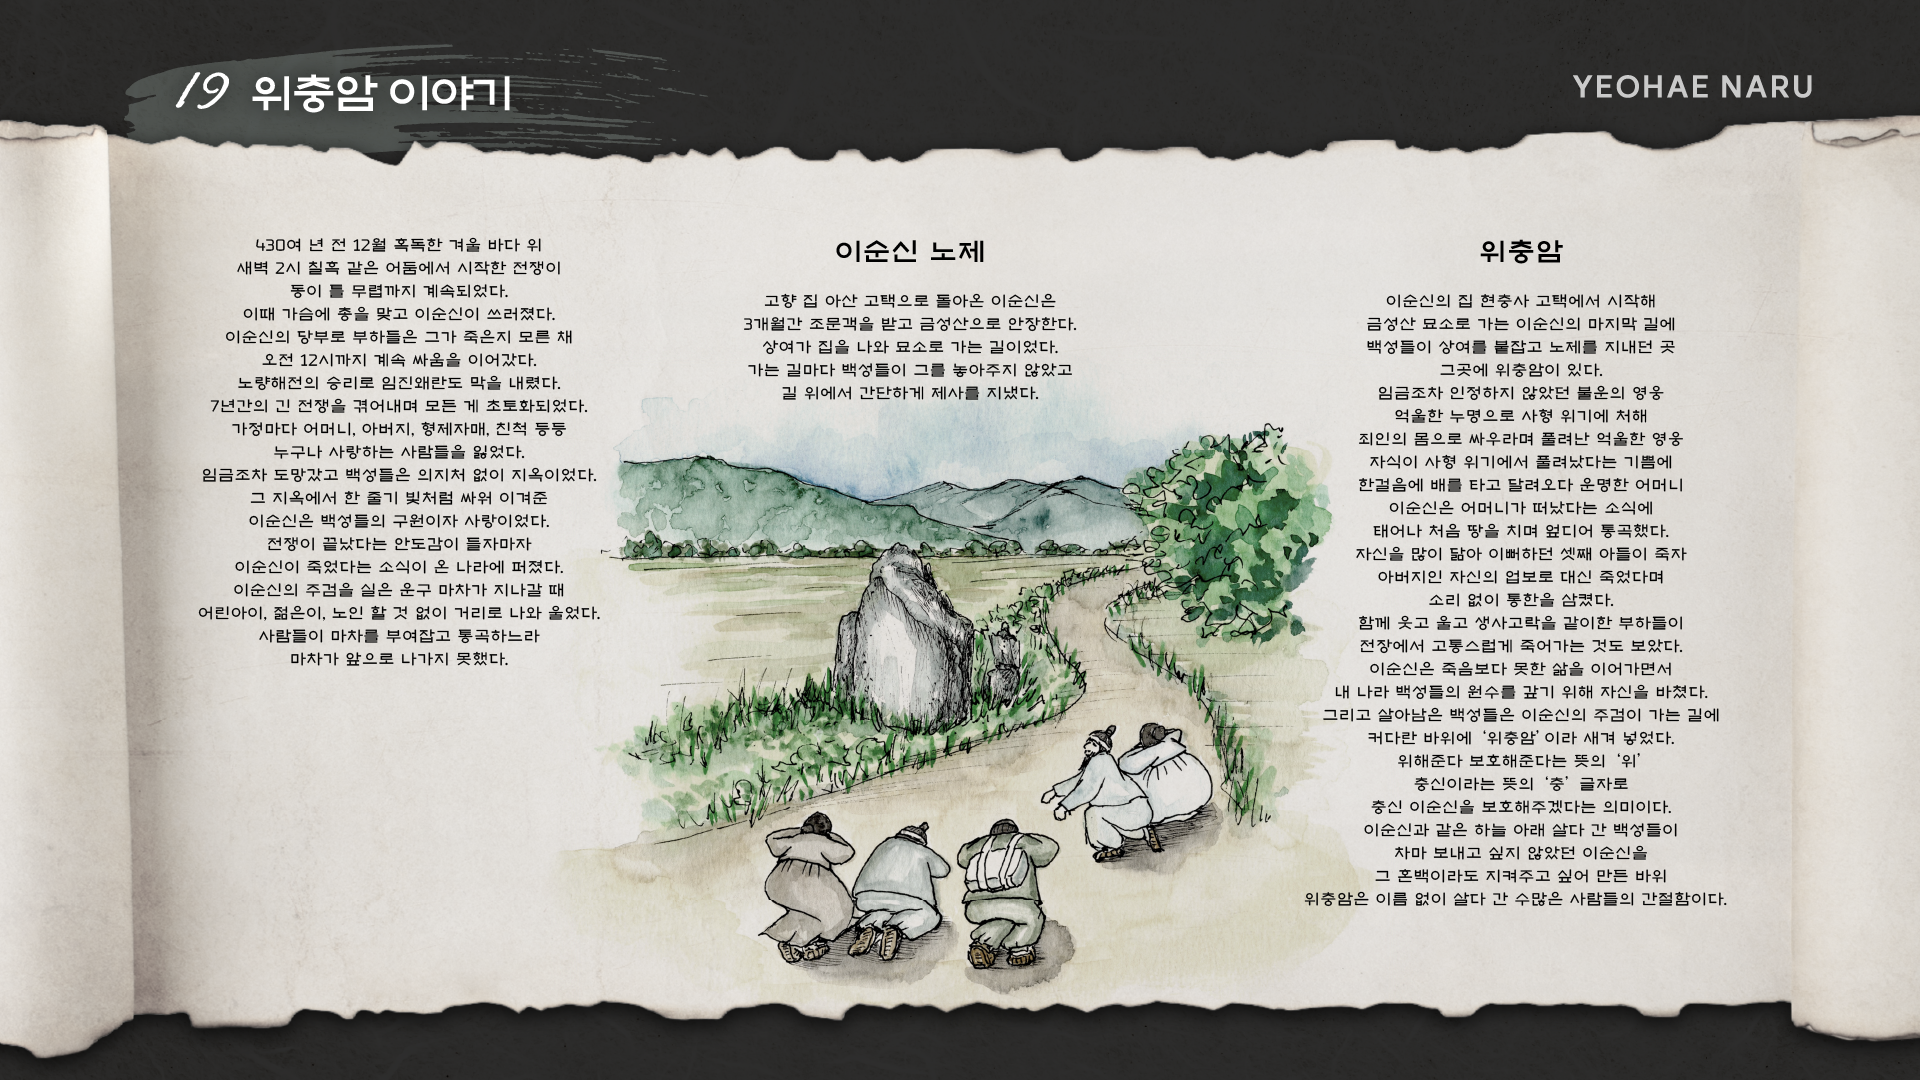 19 위충암 이야기
YEOHAE NARU
430여 년 전 12월 혹독한 겨울 바다 위
새벽 2시 칠흑 같은 어둠에서 시작한 전쟁이
동이 틀 무렵까지 계속되었다.
이때 가슴에 총을 맞고 이순신이 쓰러졌다.
이순신의 당부로 부하들은 그가 죽은지 모른 채
오전 12시까지 계속 싸움을 이어갔다.
노량해전의 승리로 임진왜란도 막을 내렸다.
7년간의 긴 전쟁을 겪어내며 모든 게 초토화되었다.
가정마다 어머니, 아버지, 형제자매, 친척 등등
누구나 사랑하는 사람들을 잃었다.
임금조차 도망갔고 백성들은 의지처 없이 지옥이었다.
그 지옥에서 한 줄기 빛처럼 싸워 이겨준
이순신은 백성들의 구원이자 사랑이었다.
전쟁이 끝났다는 안도감이 들자마자
이순신이 죽었다는 소식이 온 나라에 퍼졌다.
이순신의 주검을 실은 운구 마차가 지나갈 때
어린아이, 젊은이, 노인 할 것 없이 거리로 나와 울었다.
사람들이 마차를 부여잡고 통곡하느라
마차가 앞으로 나가지 못했다.
이순신 노제
고향 집 아산 고택으로 돌아온 이순신은
3개월간 조문객을 받고 금성산으로 안장한다.
상여가 집을 나와 묘소로 가는 길이었다.
가는 길마다 백성들이 그를 놓아주지 않았고
길 위에서 간단하게 제사를 지냈다.
위충암
이순신의 집 현충사 고택에서 시작해
금성산 묘소로 가는 이순신의 마지막 길에
백성들이 상여를 붙잡고 노제를 지내던 곳
그곳에 위충암이 있다.
임금조차 인정하지 않았던 불운의 영웅
억울한 누명으로 사형 위기에 처해
죄인의 몸으로 싸우라며 풀려난 억울한 영웅
자식이 사형 위기에서 풀려났다는 기쁨에
한걸음에 배를 타고 달려오다 운명한 어머니
이순신은 어머니가 떠났다는 소식에
태어나 처음 땅을 치며 엎디어 통곡했다.
자신을 많이 닮아 이뻐하던 셋째 아들이 죽자
아버지인 자신의 업보로 대신 죽었다며
소리 없이 통한을 삼켰다.
함께 웃고 울고 생사고락을 같이한 부하들이
전장에서 고통스럽게 죽어가는 것도 보았다.
이순신은 죽음보다 못한 삶을 이어가면서
내 나라 백성들의 원수를 갚기 위해 자신을 바쳤다.
그리고 살아남은 백성들은 이순신의 주검이 가는 길에
커다란 바위에 ‘위충암’이라 새겨 넣었다.
위해준다 보호해준다는 뜻의 ‘위’
충신이라는 뜻의 ‘충’ 글자로
충신 이순신을 보호해주겠다는 의미이다.
이순신과 같은 하늘 아래 살다 간 백성들이
차마 보내고 싶지 않았던 이순신을
그 혼백이라도 지켜주고 싶어 만든 바위
위충암은 이름 없이 살다 간 수많은 사람들의 간절함이다.